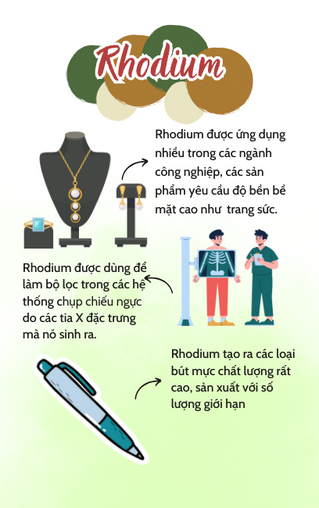 Rhodium
Rhodium được ứng dụng
nhiều trong các ngành
công nghiệp, các sản
phẩm yêu cầu độ bền bề
mặt cao như trang sức.
Rhodium được dùng để
làm bộ lọc trong các hệ
thống chụp chiếu ngực
do các tia X đặc trưng
mà nó sinh ra.
Rhodium tạo ra các loại
bút mực chất lượng rất
cao, sản xuất với số
lượng giới hạn